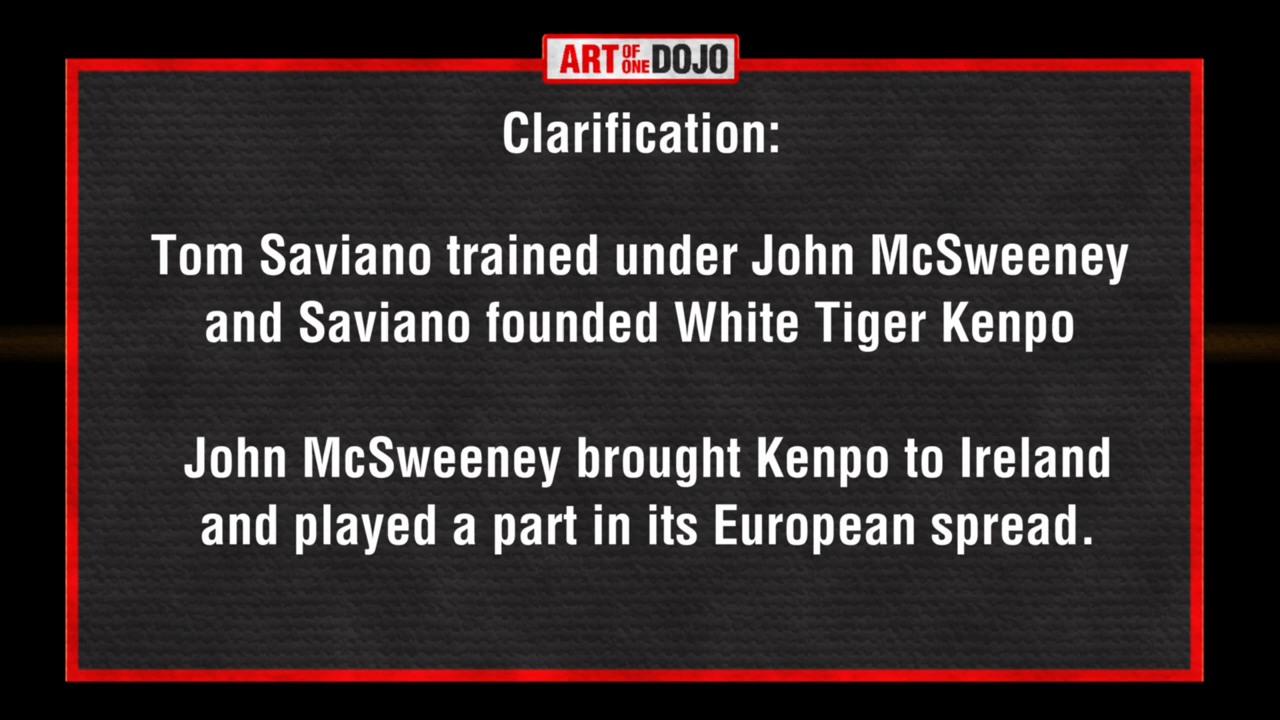 ART OF ONE DOJO
Clarification:
Tom Saviano trained under John McSweeney
and Saviano founded White Tiger Kenpo
John McSweeney brought Kenpo to Ireland
and played a part in its European spread.